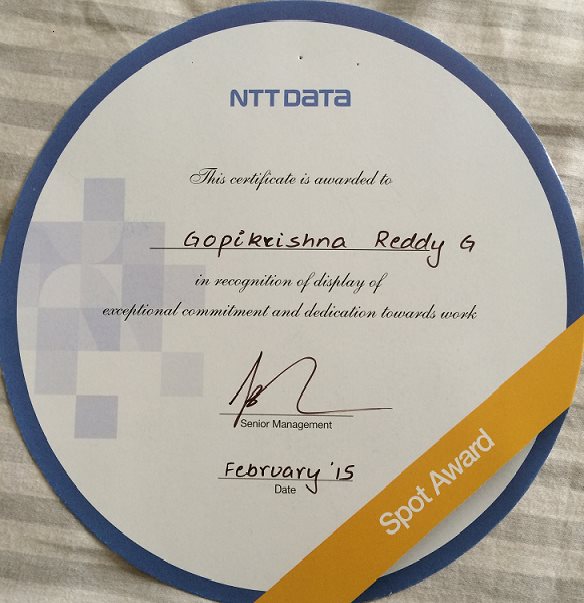 NTT DATA
This certificate is awarded to
Gopikrishna Reddy G
in recognition of display of
exceptional commitment and dedication towards work
Senior Management
February '15
Date
Spot Award